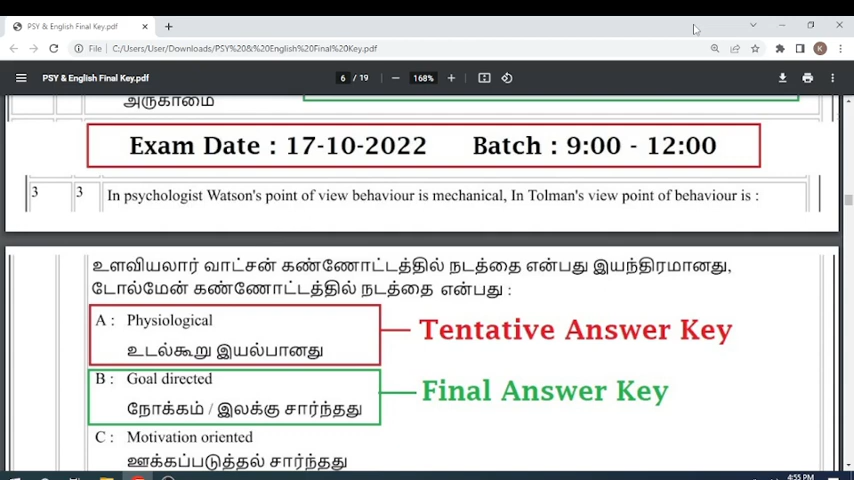 PSY & English Final Key.pdf
File C:/Users/User/Downloads/PSY%20&%20English%20Final%20Key.pdf
K
PSY & English Final Key.pdf 6 / 19 168%
அருகாமை
Exam Date : 17-10-2022 Batch : 9:00 - 12:00
3 3 In psychologist Watson's point of view behaviour is mechanical, In Tolman's view point of behaviour is :
உளவியலார் வாட்சன் கண்ணோட்டத்தில் நடத்தை என்பது இயந்திரமானது,
டோல்மேன் கண்ணோட்டத்தில் நடத்தை என்பது :
A : Physiological
உடல்கூறு இயல்பானது
Tentative Answer Key
B : Goal directed
நோக்கம் / இலக்கு சார்ந்தது
Final Answer Key
C : Motivation oriented
ஊக்கப்படுத்தல் சார்ந்தது
4:55 PM